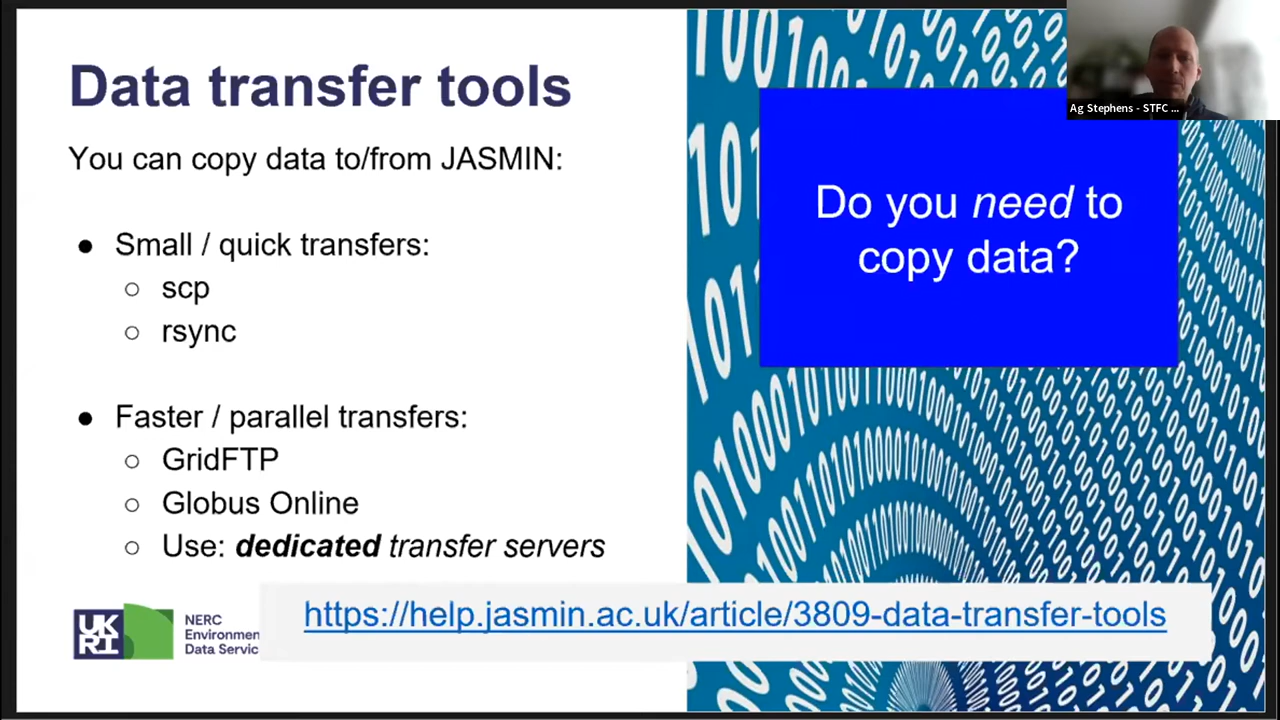 Data transfer tools
You can copy data to/from JASMIN:
● Small / quick transfers:
○ scp
○ rsync
● Faster / parallel transfers:
○ GridFTP
○ Globus Online
○ Use: dedicated transfer servers
Do you need to
copy data?
Ag Stephens - STFC ...
https://help.jasmin.ac.uk/article/3809-data-transfer-tools
UK
RI
NERC
Environmen
Data Servic